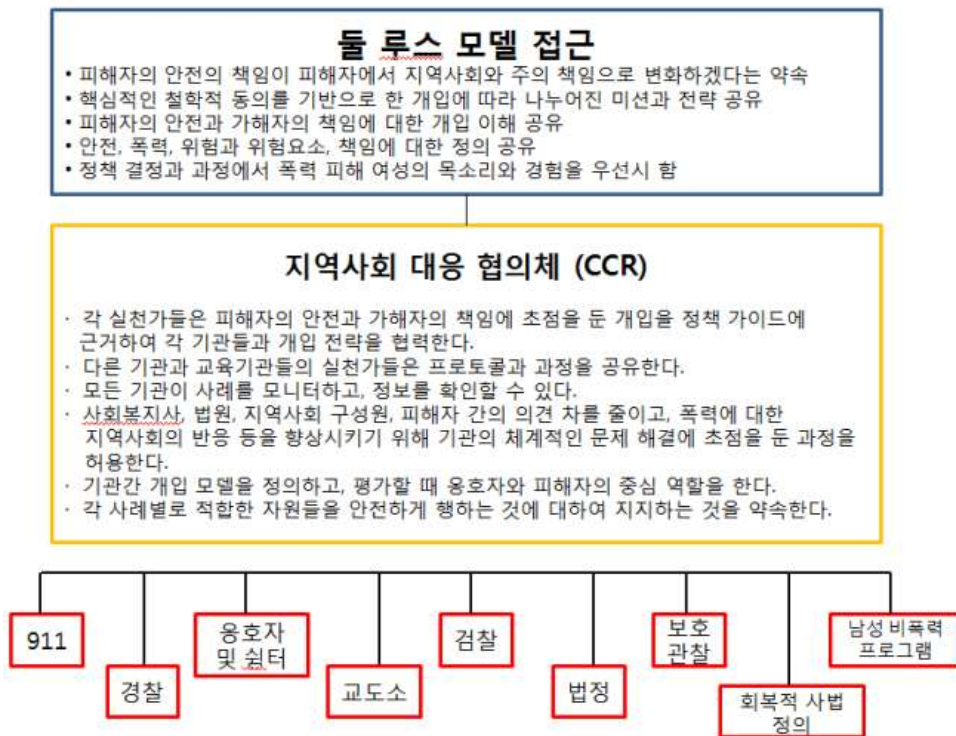 둘 루스 모델 접근
• 피해자의 안전의 책임이 피해자에서 지역사회와 주의 책임으로 변화하겠다는 약속
• 핵심적인 철학적 동의를 기반으로 한 개입에 따라 나누어진 미션과 전략 공유
• 피해자의 안전과 가해자의 책임에 대한 개입 이해 공유
• 안전, 폭력, 위험과 위험요소, 책임에 대한 정의 공유
• 정책 결정과 과정에서 폭력 피해 여성의 목소리와 경험을 우선시 함
지역사회 대응 협의체 (CCR)
· 각 실천가들은 피해자의 안전과 가해자의 책임에 초점을 둔 개입을 정책 가이드에
근거하여 각 기관들과 개입 전략을 협력한다.
· 다른 기관과 교육기관들의 실천가들은 프로토콜과 과정을 공유한다.
· 모든 기관이 사례를 모니터하고, 정보를 확인할 수 있다.
· 사회복지사, 법원, 지역사회 구성원, 피해자 간의 의견 차를 줄이고, 폭력에 대한
지역사회의 반응 등을 향상시키기 위해 기관의 체계적인 문제 해결에 초점을 둔 과정을
허용한다.
· 기관간 개입 모델을 정의하고, 평가할 때 옹호자와 피해자의 중심 역할을 한다.
· 각 사례별로 적합한 자원들을 안전하게 행하는 것에 대하여 지지하는 것을 약속한다.
911
경찰
옹호자
및 쉼터
교도소
검찰
법정
보호
관찰
회복적 사법
정의
남성 비폭력
프로그램